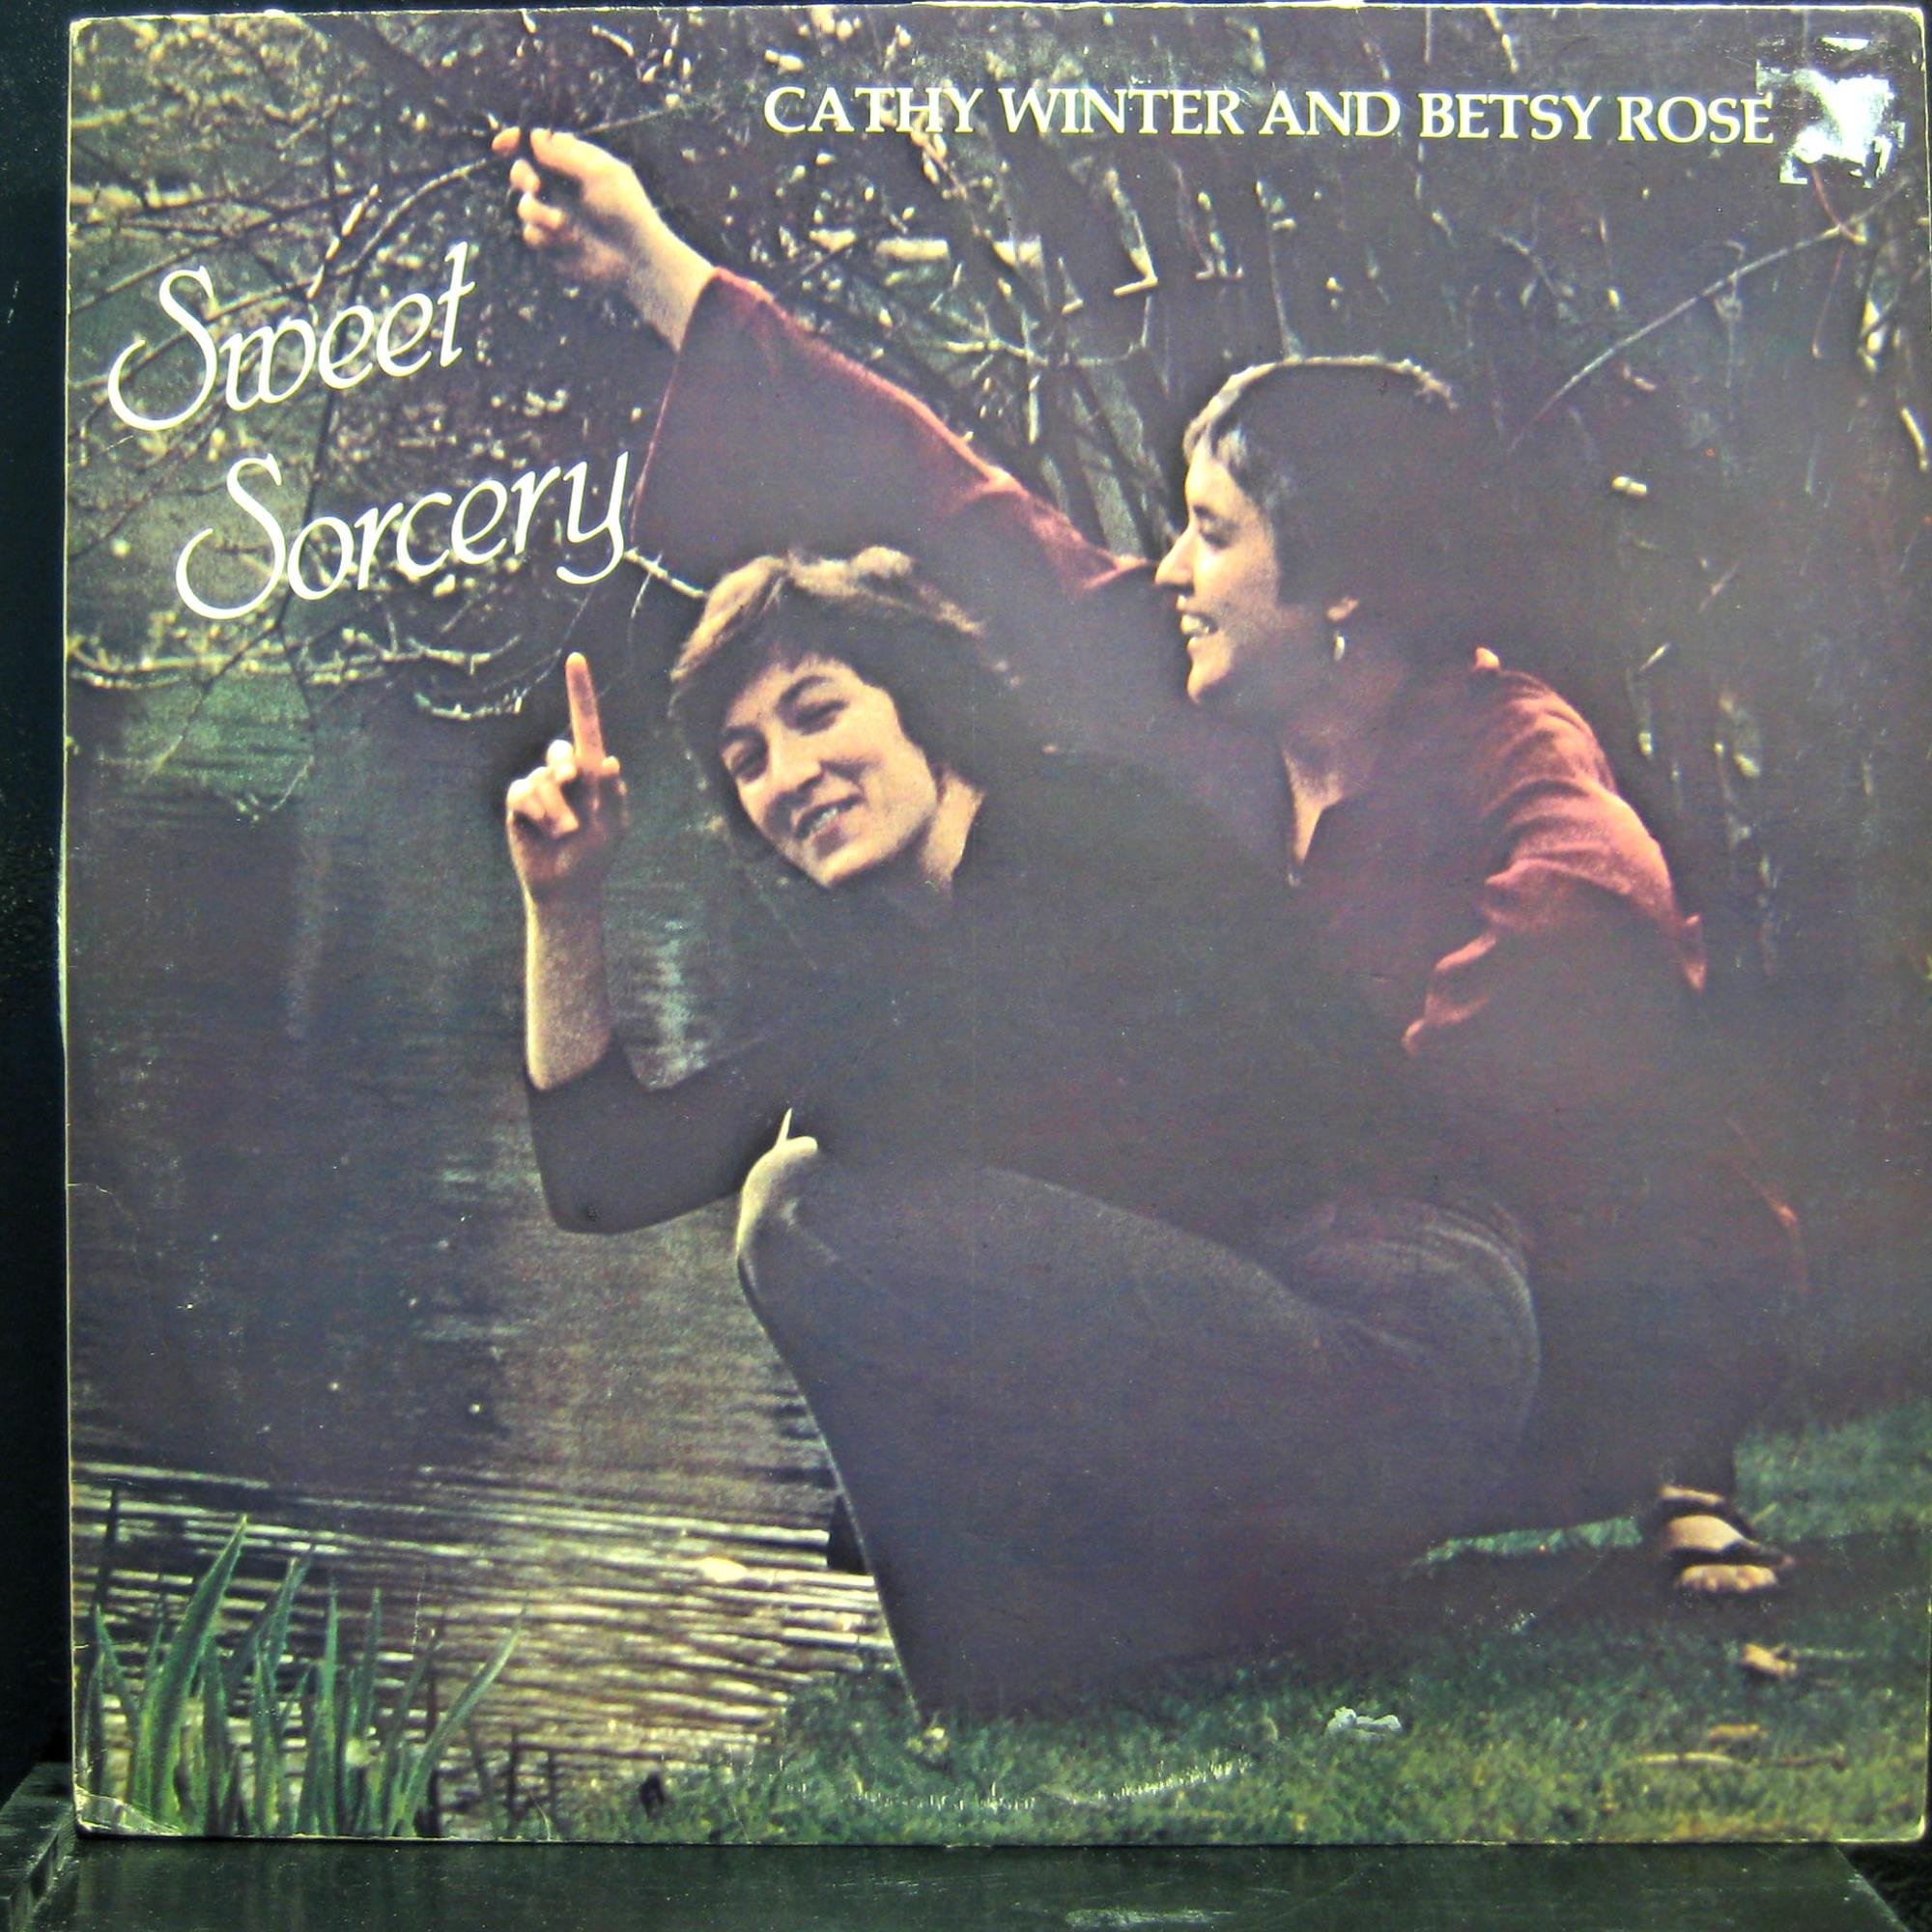 CATHY WINTER AND BETSY ROSE
Sweet
Sorcery